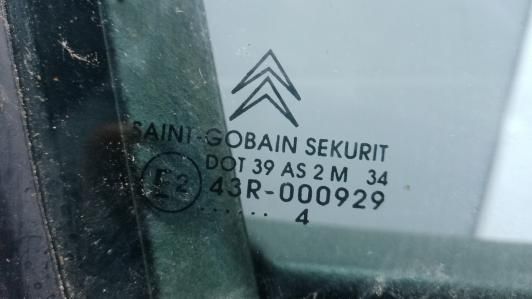 SAINT-GOBAIN SEKURIT
DOT 39 AS 2 M 34
E2 43R-000929
...... 4